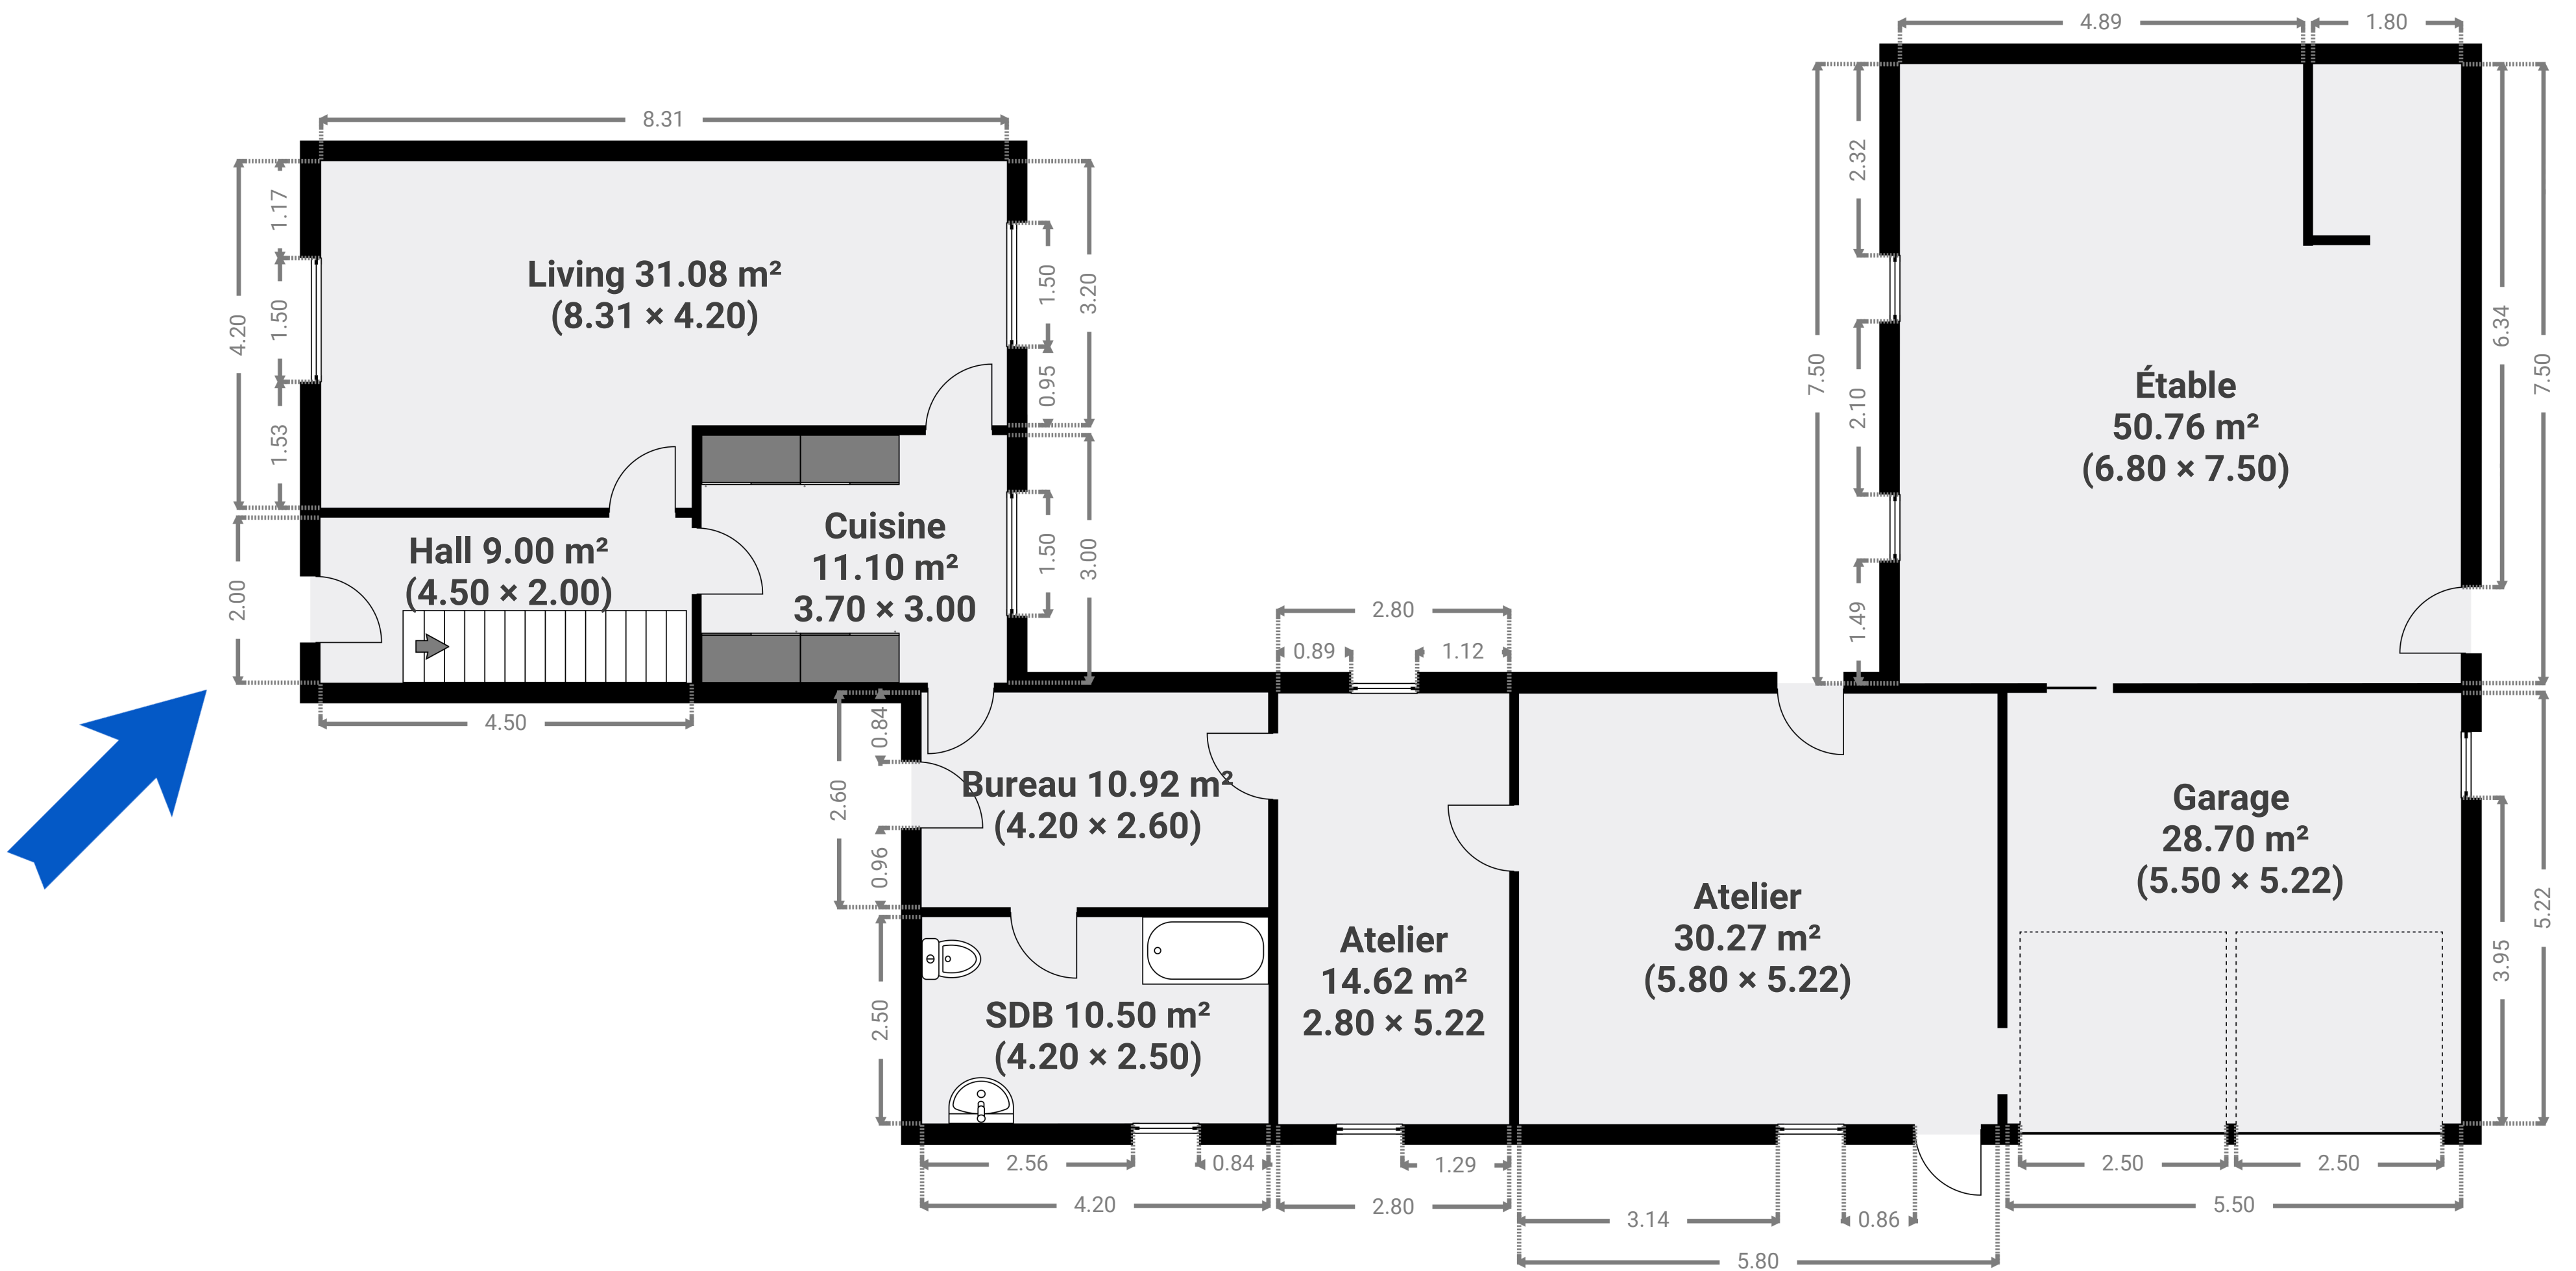 4.89
1.80
8.31
1.17
1.50
1.53
4.20
2.00
Living 31.08 m²
(8.31 × 4.20)
1.50
0.95
3.20
1.50
3.00
Hall 9.00 m²
(4.50 × 2.00)
Cuisine
11.10 m²
3.70 × 3.00
4.50
2.32
2.10
1.49
7.50
Étable
50.76 m²
(6.80 × 7.50)
6.34
7.50
2.80
0.89
1.12
0.84
0.96
2.60
2.50
Bureau 10.92 m²
(4.20 × 2.60)
SDB 10.50 m²
(4.20 × 2.50)
Atelier
14.62 m²
2.80 × 5.22
Atelier
30.27 m²
(5.80 × 5.22)
Garage
28.70 m²
(5.50 × 5.22)
3.95
5.22
2.56
0.84
1.29
2.50
2.50
4.20
2.80
3.14
0.86
5.50
5.80